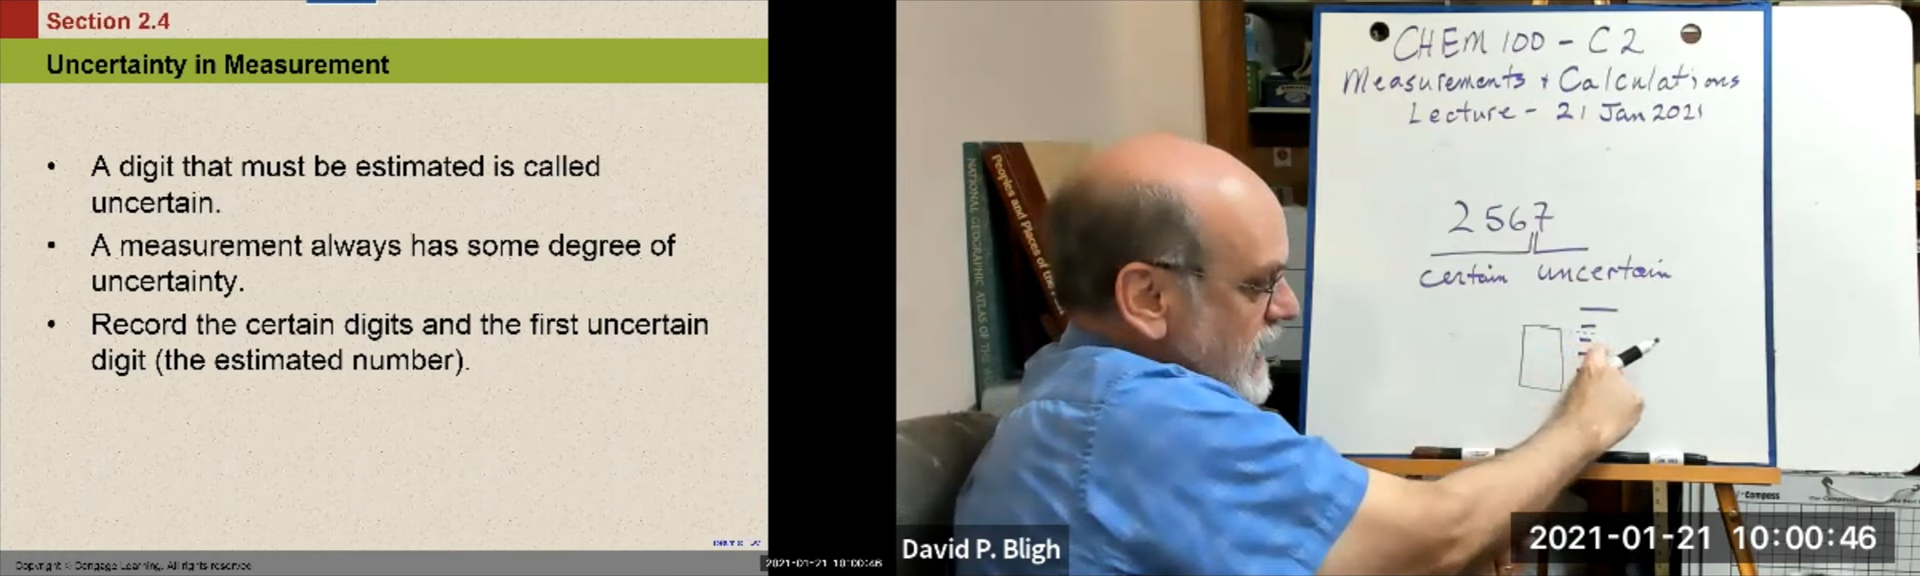 Section 2.4
Uncertainty in Measurement
• A digit that must be estimated is called
uncertain.
• A measurement always has some degree of
uncertainty.
• Record the certain digits and the first uncertain
digit (the estimated number).
Copyright © Cengage Learning. All rights reserved
2021-01-21 10:00:46
CHEM 100 - C2
Measurements + Calculations
Lecture - 21 Jan 2021
2567
certain uncertain
NATIONAL GEOGRAPHIC ATLAS OF THE
Peoples and Places of the
Compass
David P. Bligh
2021-01-21 10:00:46